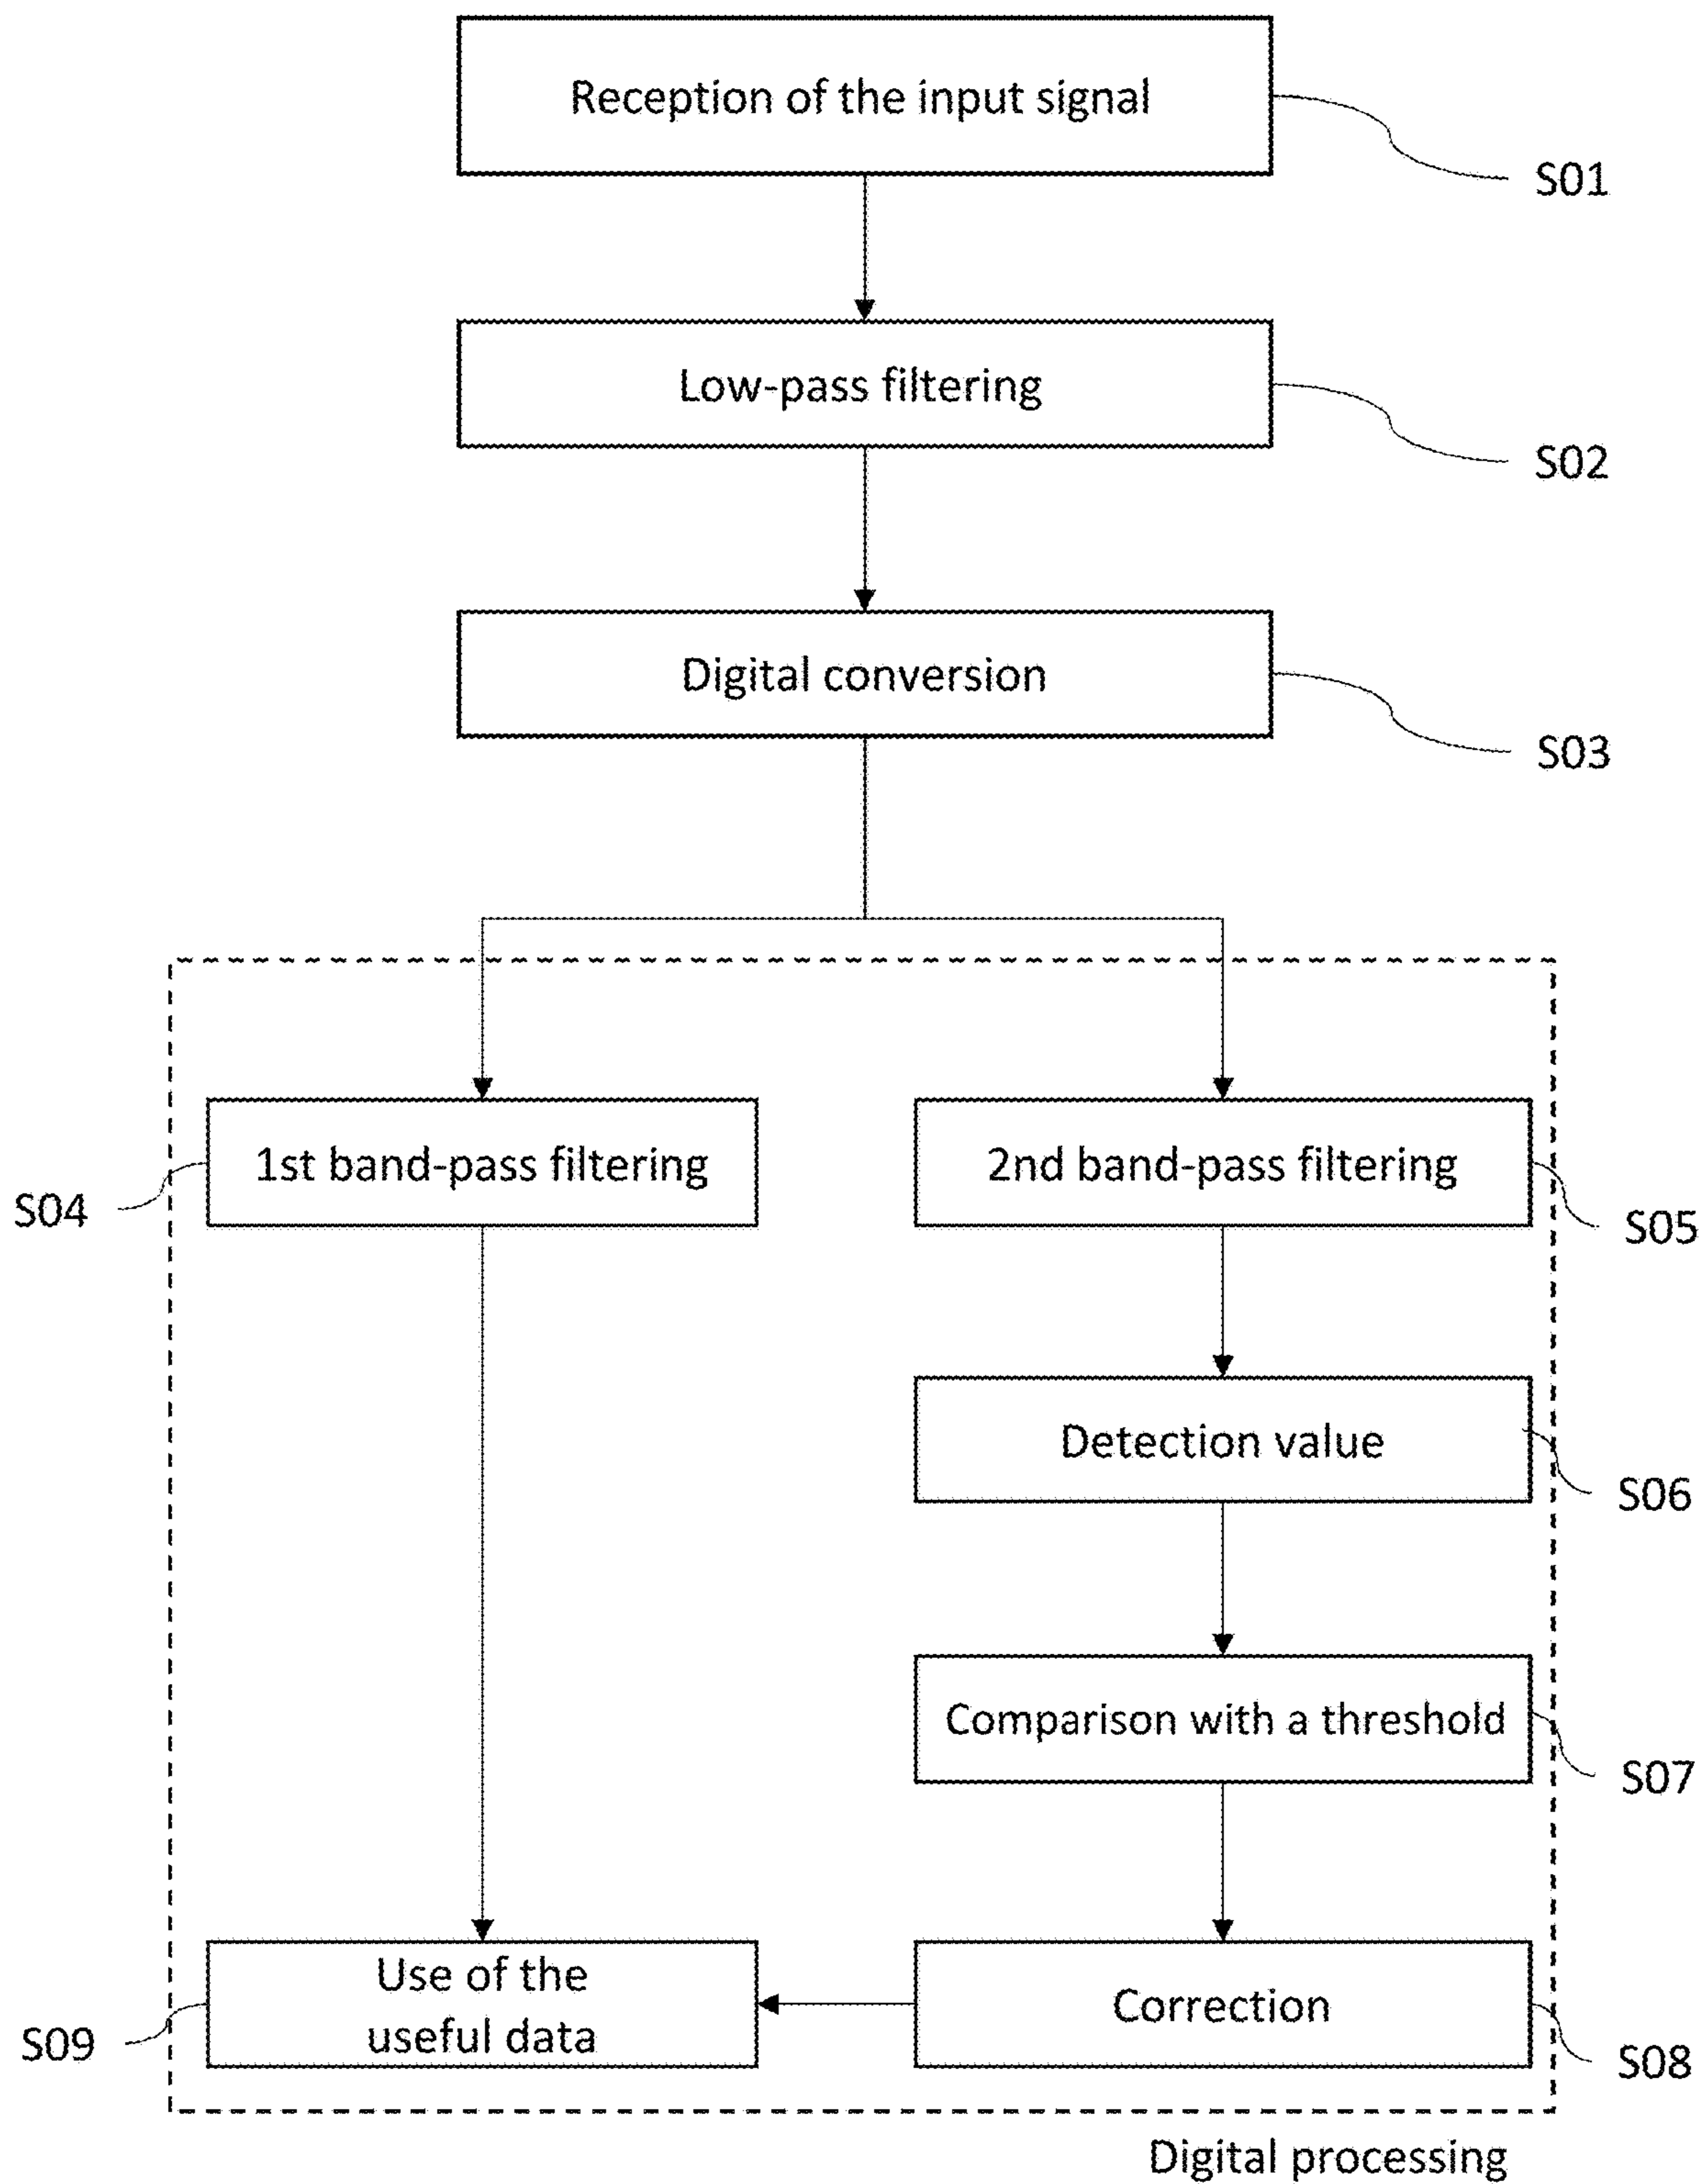 Reception of the input signal
S01
Low-pass filtering
S02
Digital conversion
S03
1st band-pass filtering
S04
2nd band-pass filtering
S05
Detection value
S06
Comparison with a threshold
S07
Use of the
useful data
S09
Correction
S08
Digital processing